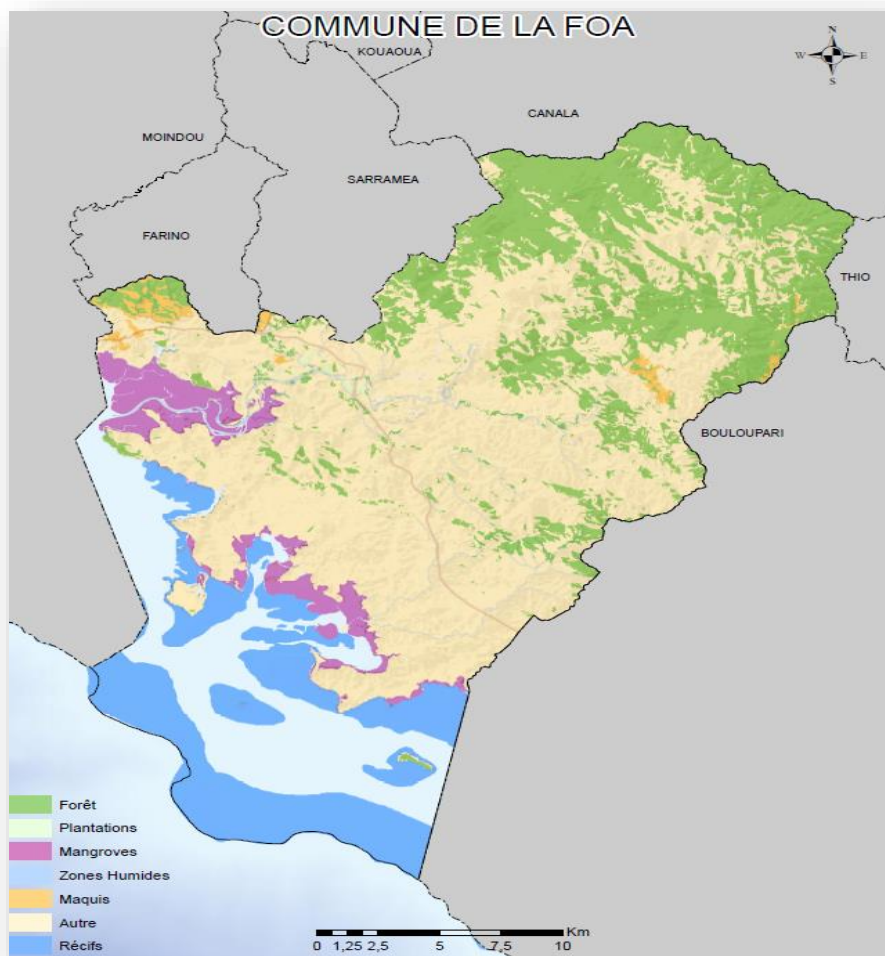 COMMUNE DE LA FOA
KOUAOUA
N
W E
S
CANALA
MOINDOU
SARRAMEA
FARINO
THIO
BOULOUPARI
Forêt
Plantations
Mangroves
Zones Humides
Maquis
Autre
Récifs
Km
0 1,25 2,5 5 7,5 10